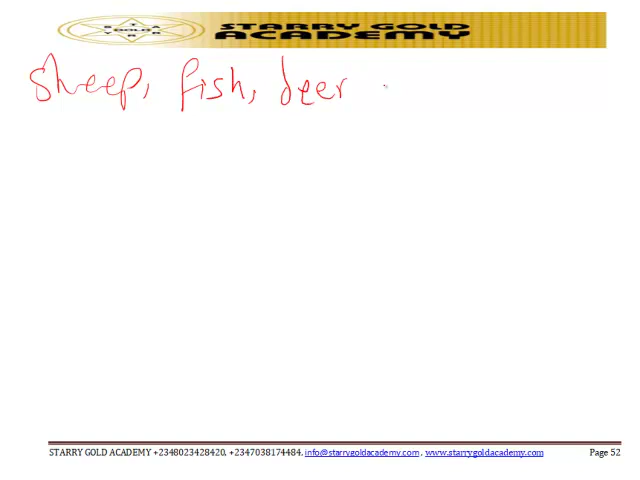 STARRY GOLD
ACADEMY
Sheep, fish, deer
STARRY GOLD ACADEMY +2348023428420, +2347038174484, info@starrygoldacademy.com, www.starrygoldacademy.com Page 52